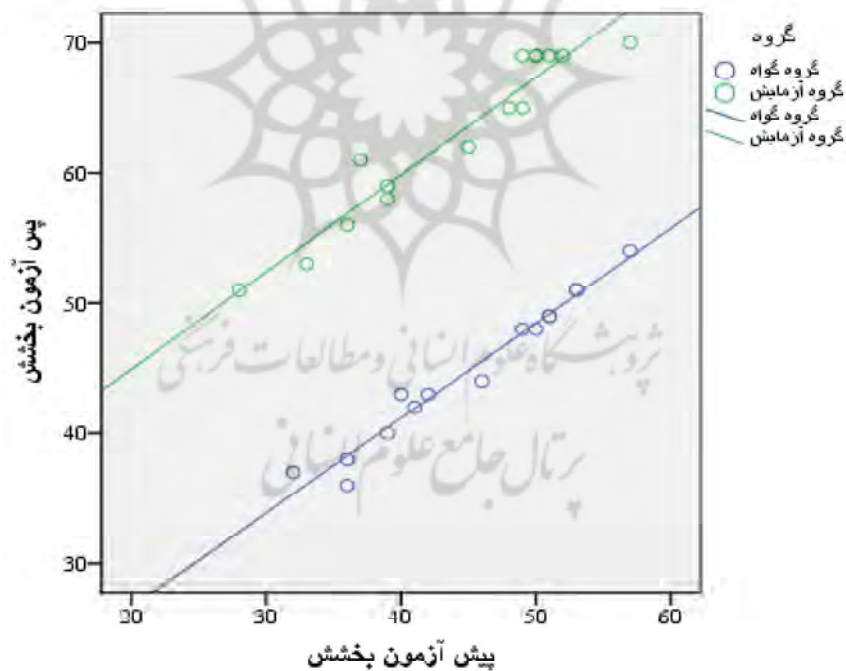 گروه
گروه گواه
گروه آزمایش
گروه گواه
گروه آزمایش
پس آزمون بخشش
70
60
50
40
30
20
30
40
50
60
پیش آزمون بخشش
پژوهشگاه علوم انسانی و مطالعات فرهنگی
پرتال جامع علوم انسانی